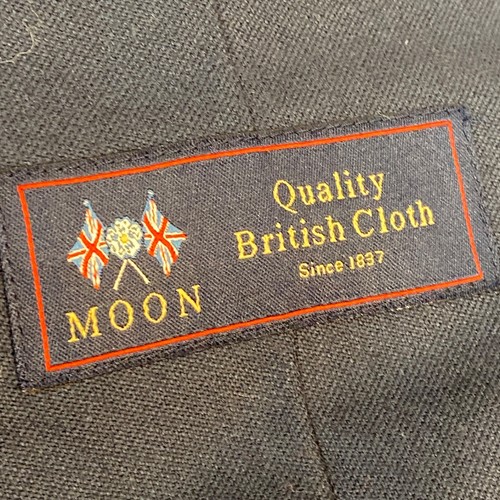 MOON
Quality
British Cloth
Since 1837